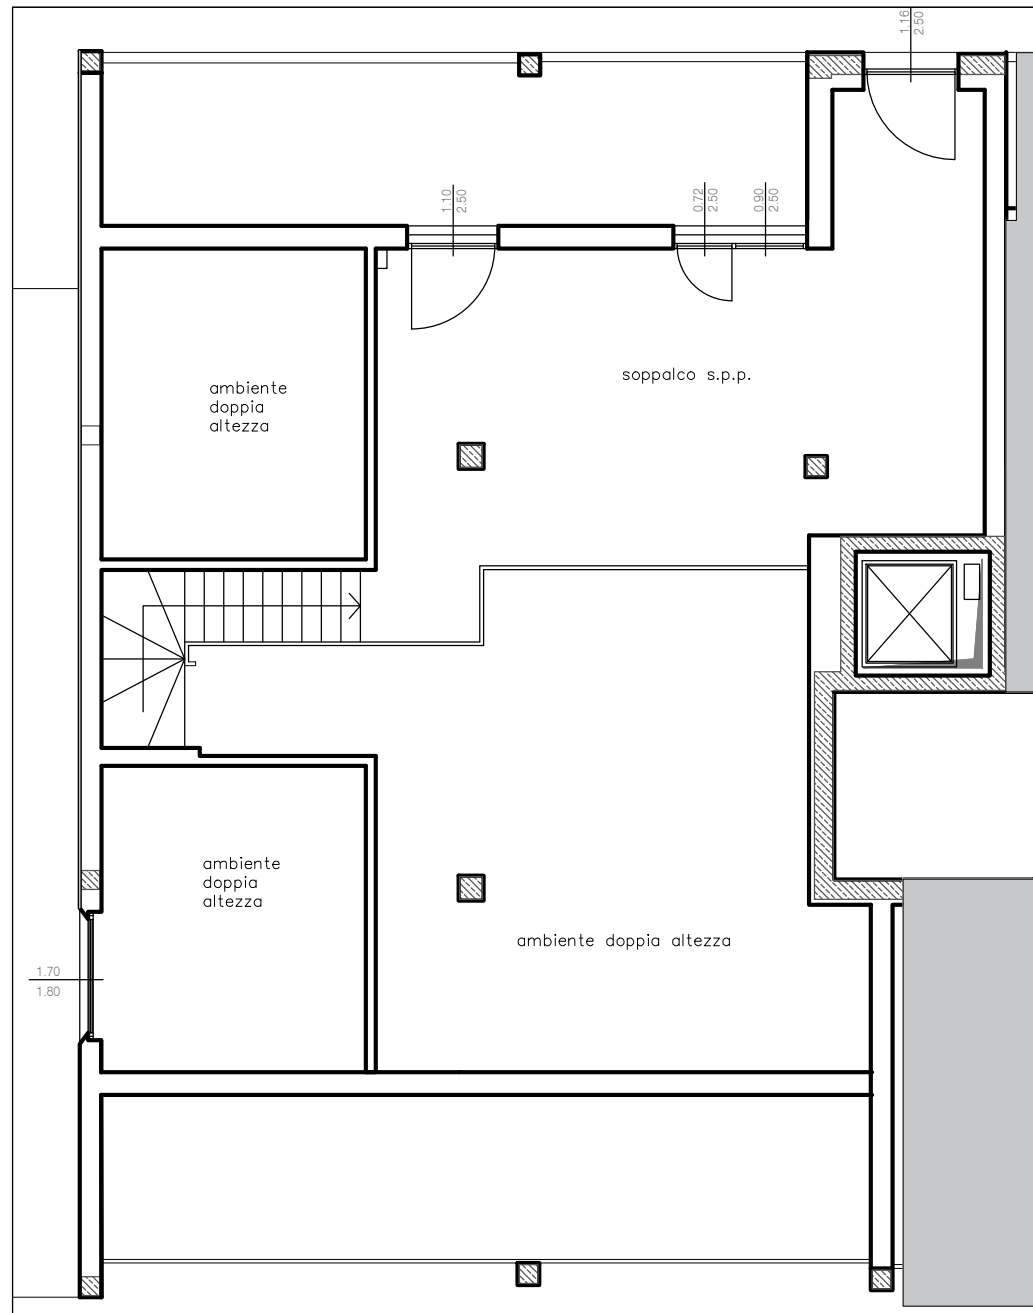 1.16
2.50
1.10
2.50
0.72
2.50
0.90
2.50
soppalco s.p.p.
ambiente
doppia
altezza
ambiente
doppia
altezza
ambiente doppia altezza
1.70
1.80